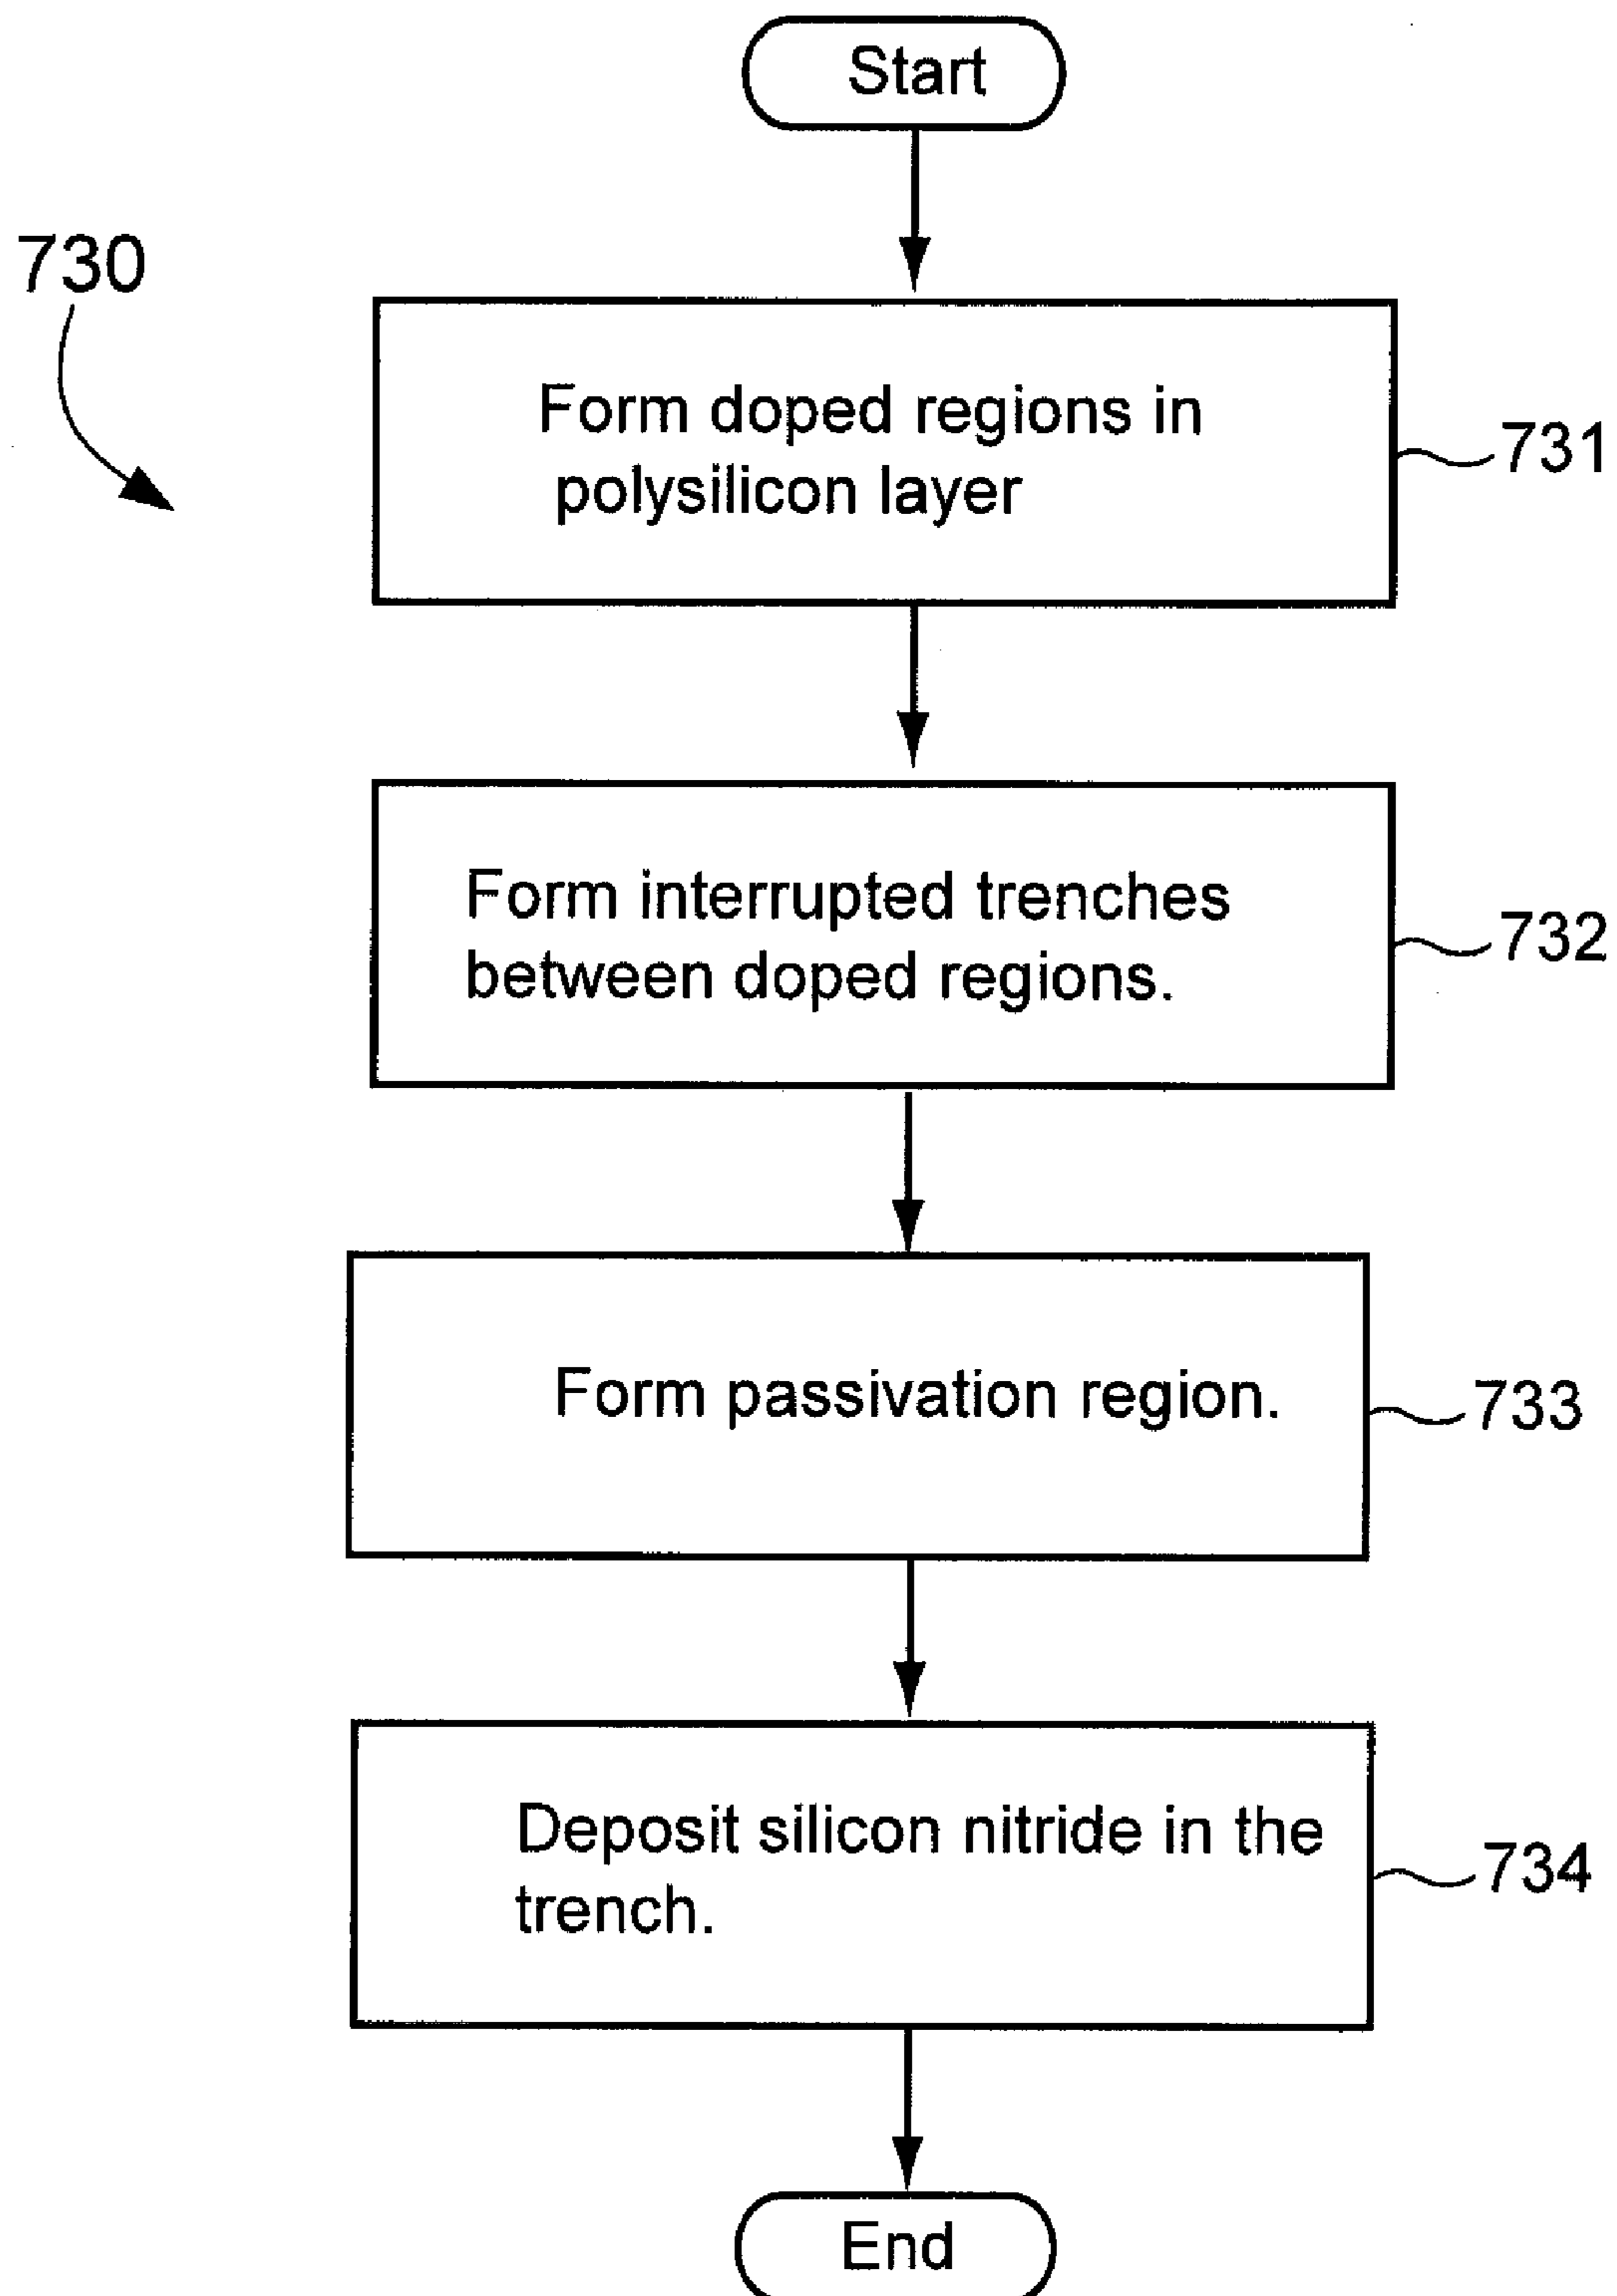 Start
730
Form doped regions in
polysilicon layer
731
Form interrupted trenches
between doped regions.
732
Form passivation region.
733
Deposit silicon nitride in the
trench.
734
End